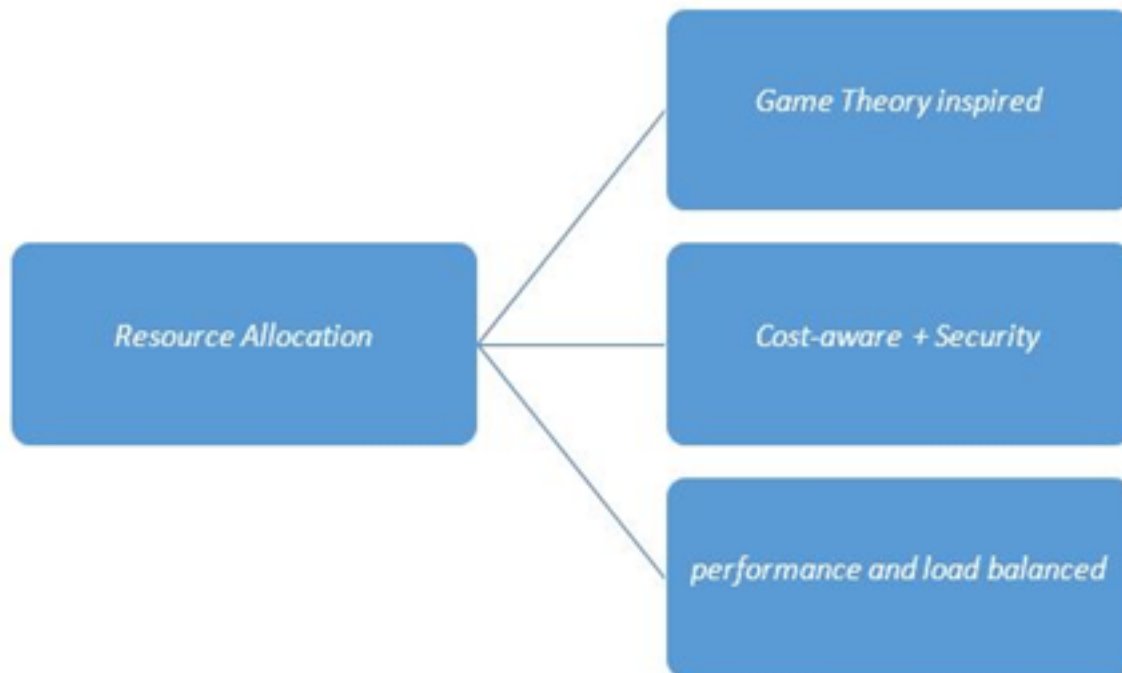 Game Theory inspired
Resource Allocation
Cost-aware + Security
performance and load balanced